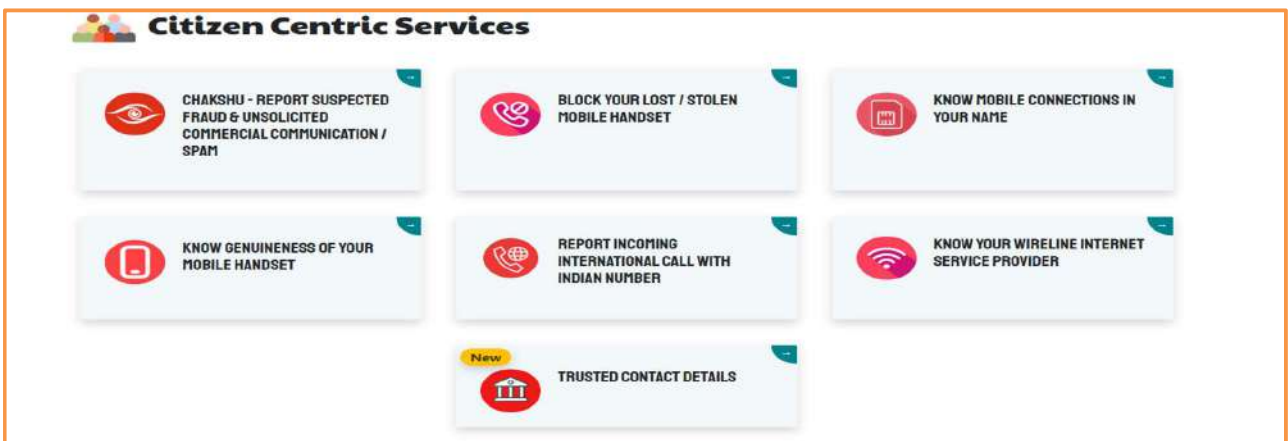 Citizen Centric Services
CHAKSHU - REPORT SUSPECTED
FRAUD & UNSOLICITED
COMMERCIAL COMMUNICATION /
SPAM
BLOCK YOUR LOST / STOLEN
MOBILE HANDSET
KNOW MOBILE CONNECTIONS IN
YOUR NAME
KNOW GENUINENESS OF YOUR
MOBILE HANDSET
REPORT INCOMING
INTERNATIONAL CALL WITH
INDIAN NUMBER
KNOW YOUR WIRELINE INTERNET
SERVICE PROVIDER
New
TRUSTED CONTACT DETAILS